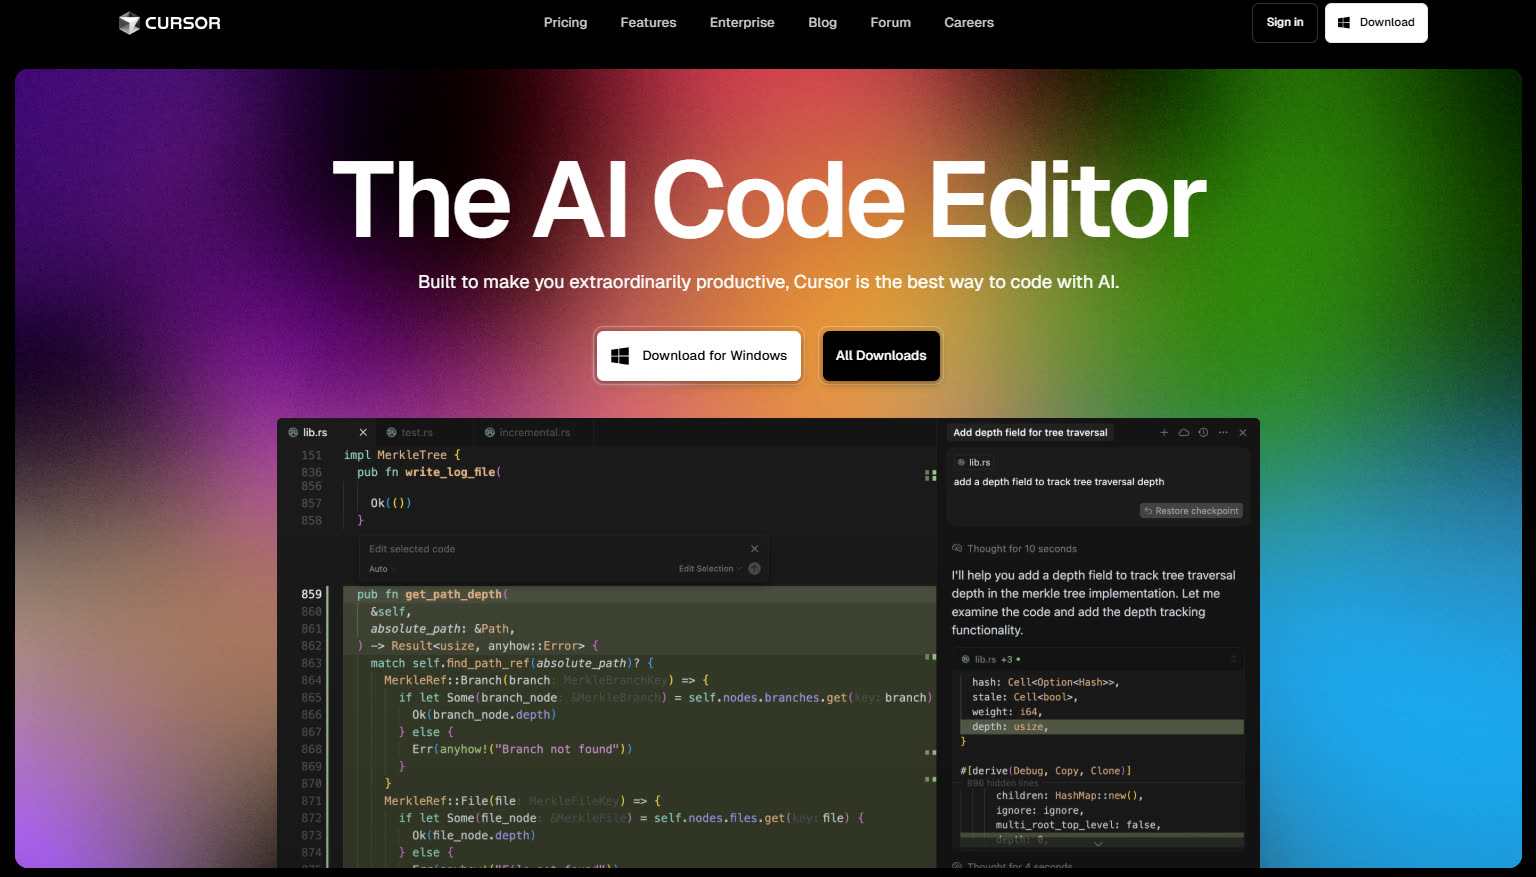 CURSOR
Pricing
Features
Enterprise
Blog
Forum
Careers
Sign in
Download
The AI Code Editor
Built to make you extraordinarily productive, Cursor is the best way to code with AI.
Download for Windows
All Downloads
lib.rs
test.rs
incremental.rs
151 impl MerkleTree {
836 pub fn write_log_file(
856
857 Ok(())
858 }
Edit selected code
Auto
Edit Selection
859 pub fn get_path_depth(
860 &self,
861 absolute_path: &Path,
862 ) -> Result<usize, anyhow::Error> {
863 match self.find_path_ref(absolute_path)? {
864 MerkleRef::Branch(branch: MerkleBranchKey) => {
865 if let Some(branch_node: &MerkleBranch) = self.nodes.branches.get(key: branch)
866 Ok(branch_node.depth)
867 } else {
868 Err(anyhow!("Branch not found"))
869 }
870 }
871 MerkleRef::File(file: MerkleFileKey) => {
872 if let Some(file_node: &MerkleFile) = self.nodes.files.get(key: file) {
873 Ok(file_node.depth)
874 } else {
Add depth field for tree traversal
lib.rs
add a depth field to track tree traversal depth
Restore checkpoint
Thought for 10 seconds
I'll help you add a depth field to track tree traversal
depth in the merkle tree implementation. Let me
examine the code and add the depth tracking
functionality.
lib.rs +3
hash: Cell<Option<Hash>>,
stale: Cell<bool>,
weight: i64,
depth: usize,
}
#[derive(Debug, Copy, Clone)]
896 hidden lines
children: HashMap::new(),
ignore: ignore,
multi_root_top_level: false,
depth: 0,
Thought for 4 seconds